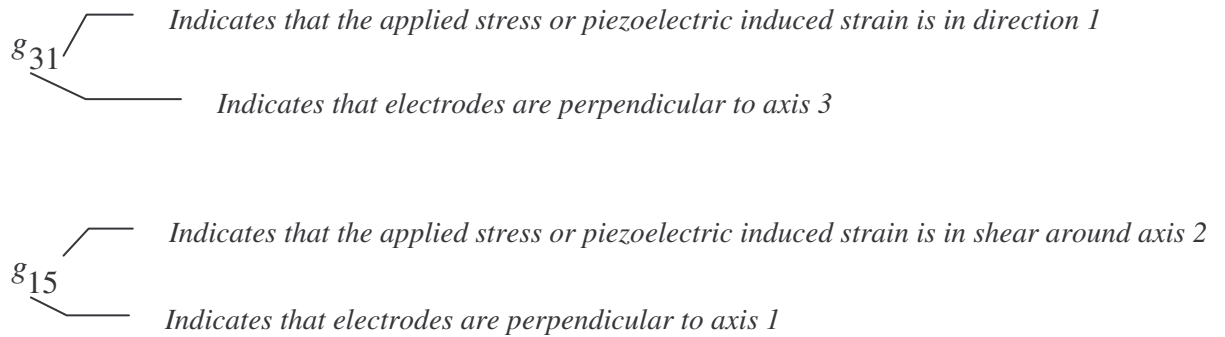 Indicates that the applied stress or piezoelectric induced strain is in direction 1
g31
Indicates that electrodes are perpendicular to axis 3
Indicates that the applied stress or piezoelectric induced strain is in shear around axis 2
g15
Indicates that electrodes are perpendicular to axis 1